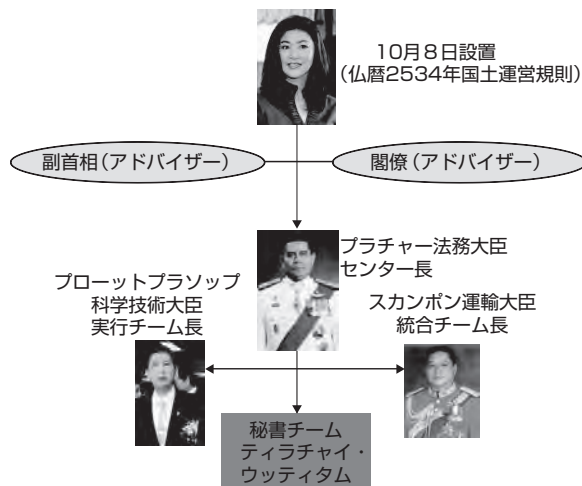 10月8日設置
(仏暦2534年国土運営規則)
副首相(アドバイザー)
閣僚(アドバイザー)
プラチャー法務大臣
センター長
プローットプラソップ
科学技術大臣
実行チーム長
スカンポン運輸大臣
統合チーム長
秘書チーム
ティラチャイ・
ウッティタム